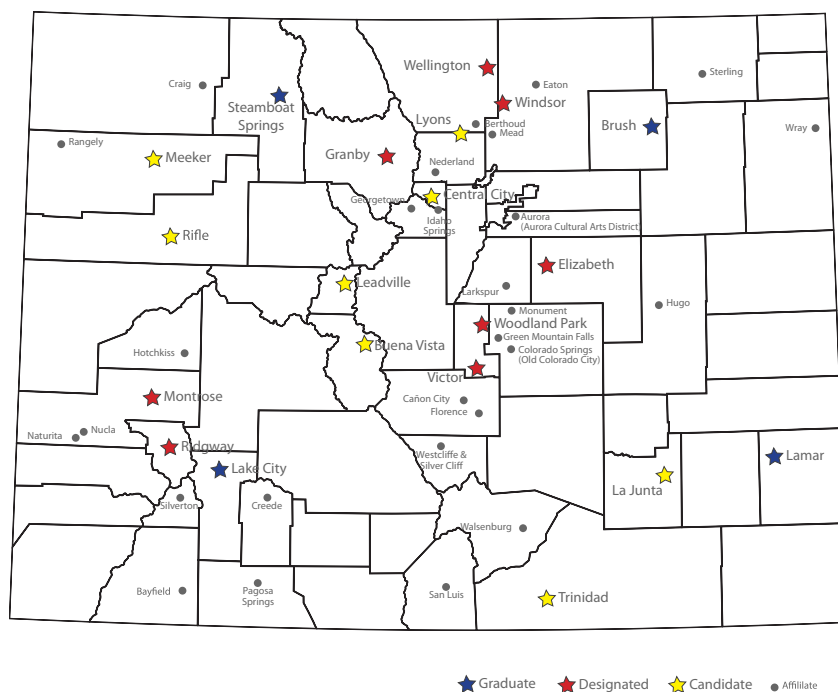 Wellington
Sterling
Craig
Eaton
Steamboat
Springs
Windsor
Lyons
Berthoud
Mead
Brush
Wray
Rangely
Meeker
Granby
Nederland
Central City
Georgetown
Idaho
Springs
Aurora
(Aurora Cultural Arts District)
Rifle
Elizabeth
Leadville
Larkspur
Hugo
Monument
Woodland Park
Green Mountain Falls
Buena Vista
Colorado Springs
(Old Colorado City)
Hotchkiss
Victor
Montrose
Cañon City
Florence
Nucla
Naturita
Ridgway
Westcliffe &
Silver Cliff
Lake City
Lamar
La Junta
Silverton
Creede
Walsenburg
Bayfield
Pagosa
Springs
San Luis
Trinidad
Graduate
Designated
Candidate
Affililate